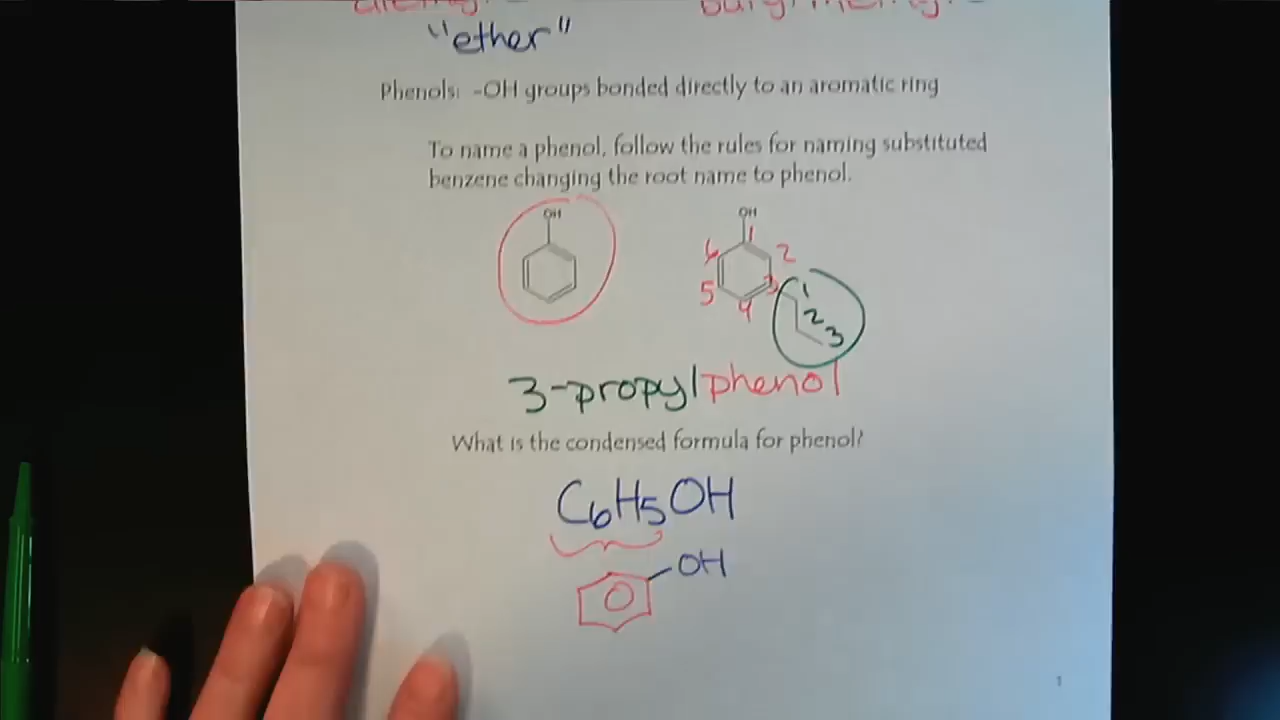 "ether"
Phenols: -OH groups bonded directly to an aromatic ring
To name a phenol, follow the rules for naming substituted
benzene changing the root name to phenol.
OH
OH
1
6 2
5 3
4
1
2
3
3-propylphenol
What is the condensed formula for phenol?
C6H5OH
OH
1